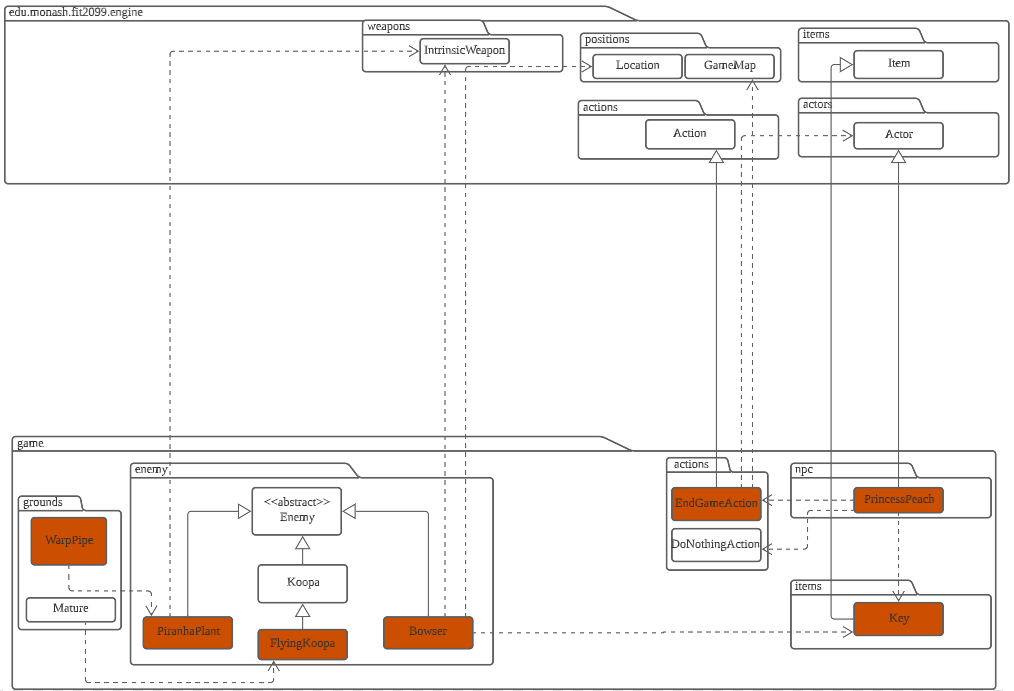 edu.monash.fit2099.engine
weapons
IntrinsicWeapon
positions
Location
GameMap
items
Item
actions
Action
actors
Actor
game
enemy
<<abstract>>
Enemy
Koopa
PiranhaPlant
FlyingKoopa
Bowser
grounds
WarpPipe
Mature
actions
EndGameAction
DoNothingAction
npc
PrincessPeach
items
Key